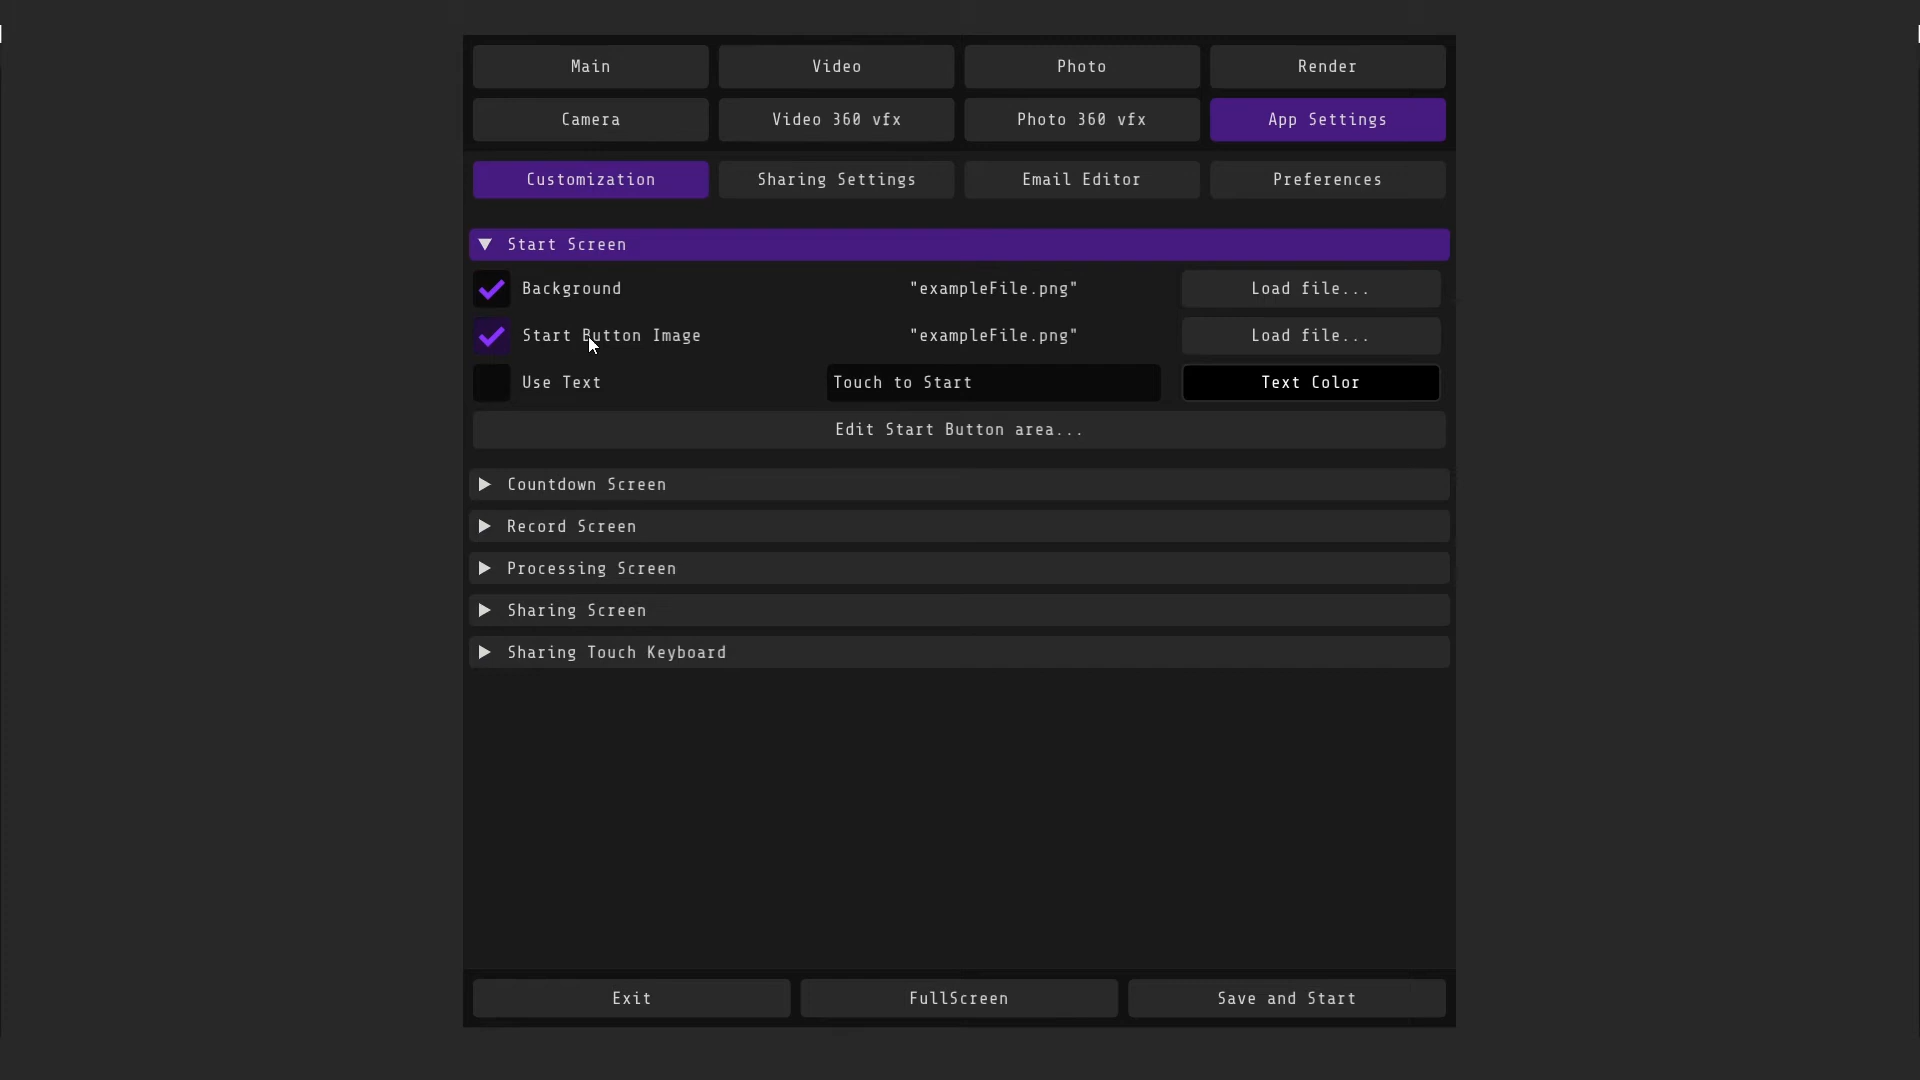 Main Video Photo Render
Camera Video 360 vfx Photo 360 vfx App Settings
Customization Sharing Settings Email Editor Preferences
Start Screen
Background "exampleFile.png" Load file...
Start Button Image "exampleFile.png" Load file...
Use Text Touch to Start Text Color
Edit Start Button area...
Countdown Screen
Record Screen
Processing Screen
Sharing Screen
Sharing Touch Keyboard
Exit FullScreen Save and Start